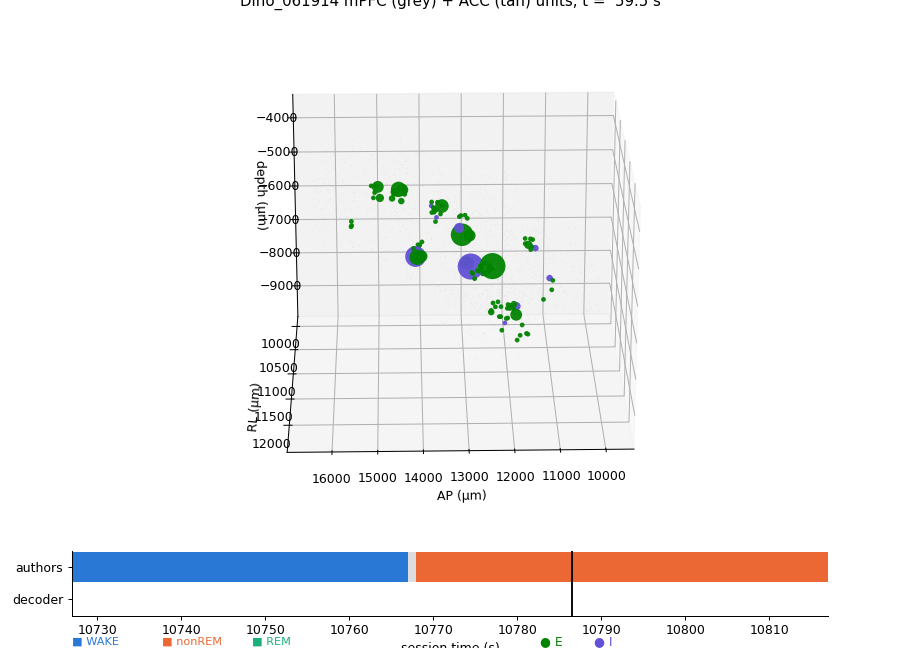 Dino_061914 mPFC (grey) + ACC (tan) units, t = 59.5 s
−4000
−5000
−6000
−7000
−8000
−9000
depth (μm)
10000
10500
11000
11500
12000
RL (μm)
16000 15000 14000 13000 12000 11000 10000
AP (μm)
authors
decoder
10730 10740 10750 10760 10770 10780 10790 10800 10810
session time (s)
WAKE nonREM REM E I